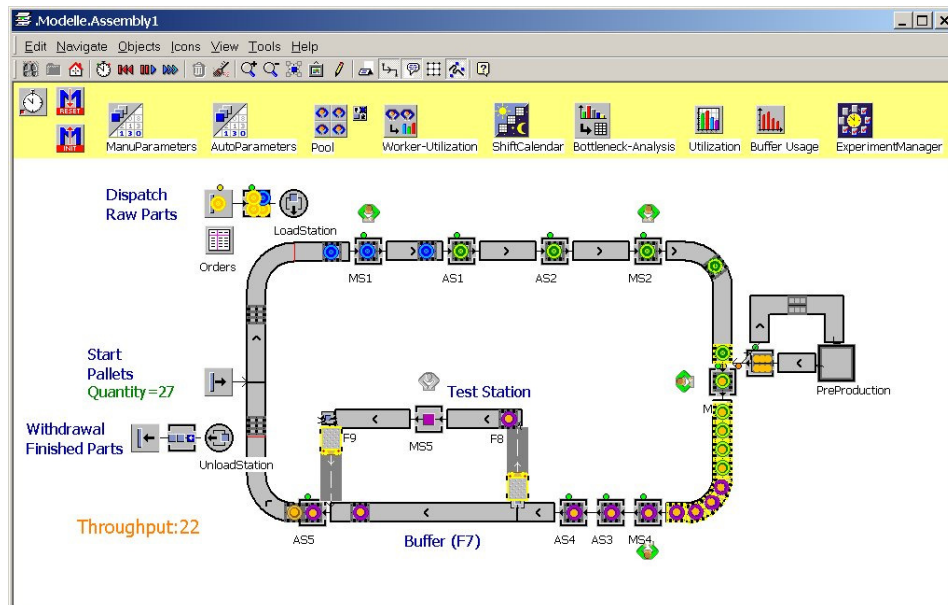 .Modelle.Assembly1
Edit Navigate Objects Icons View Tools Help
RESET
INIT
ManuParameters
AutoParameters
Pool
Worker-Utilization
ShiftCalendar
Bottleneck-Analysis
Utilization
Buffer Usage
ExperimentManager
Dispatch
Raw Parts
LoadStation
Orders
MS1
AS1
AS2
MS2
Start
Pallets
Quantity=27
PreProduction
Test Station
Withdrawal
Finished Parts
UnloadStation
F9
MS5
F8
Throughput:22
AS5
Buffer (F7)
AS4
AS3
MS4